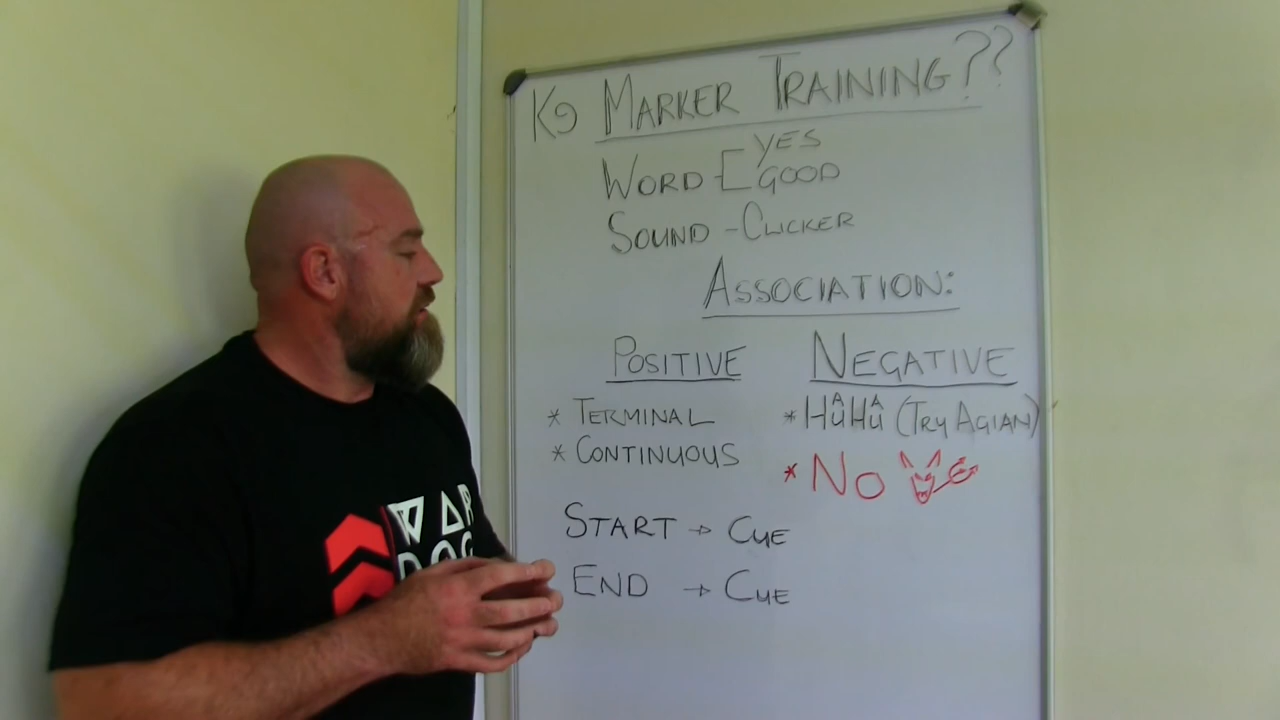 K9 MARKER TRAINING??
WORD - [ YES
GOOD
SOUND - CLICKER
ASSOCIATION:
POSITIVE
* TERMINAL
* CONTINUOUS
NEGATIVE
* HÛHÛ (TRY AGIAN)
* NO
START → CUE
END → CUE
WAR
DOG